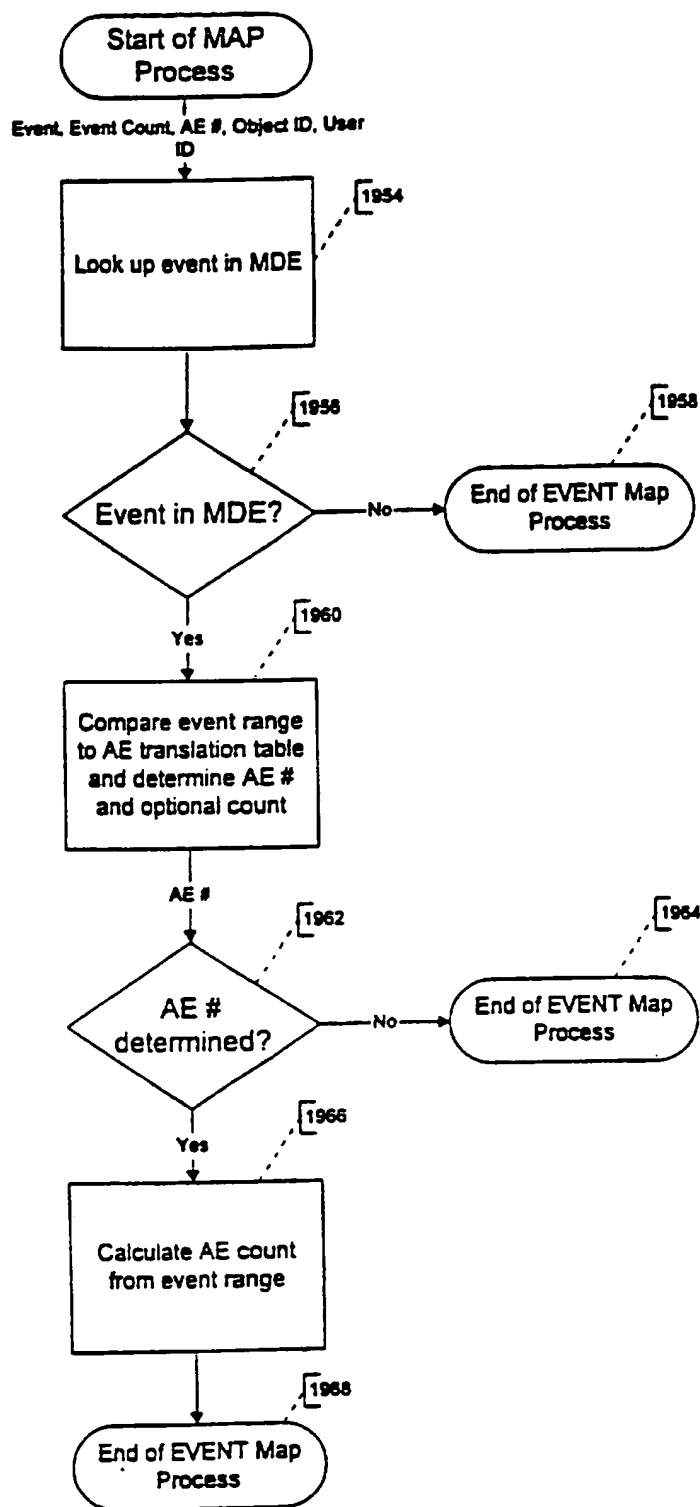 Start of MAP
Process
Event, Event Count, AE #, Object ID, User
ID
1954
Look up event in MDE
1956
1958
Event in MDE?
No
End of EVENT Map
Process
Yes
1960
Compare event range
to AE translation table
and determine AE #
and optional count
AE #
1962
1964
AE #
determined?
No
End of EVENT Map
Process
Yes
1966
Calculate AE count
from event range
1968
End of EVENT Map
Process